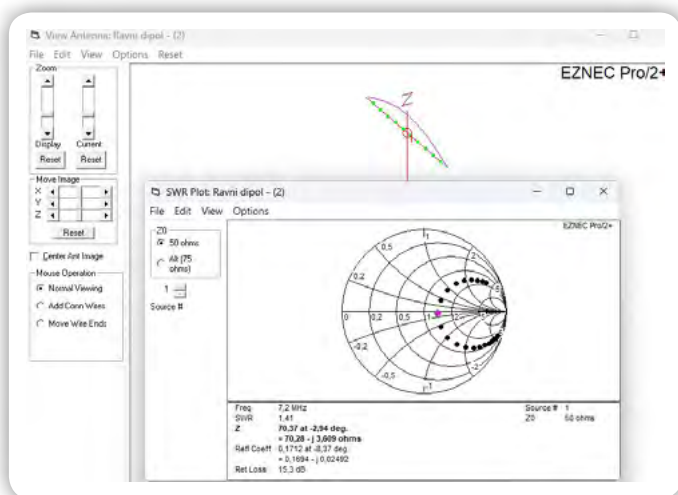 View Antenna: Ravni dipol - (2)
File Edit View Options Reset
Zoom
Display Current
Reset Reset
Move Image
X
Y
Z
Reset
Center Ant Image
Mouse Operation
Normal Viewing
Add Conn Wires
Move Wire Ends
EZNEC Pro/2+
Z
1
SWR Plot: Ravni dipol - (2)
File Edit View Options
Z0
50 ohms
Alt (75
ohms)
1
Source #
EZNEC Pro/2+
1
0,5
2
0,2
5
0 0,2 0,5 1 2
-0,2
-5
-0,5
-2
-1
Freq 7,2 MHz
SWR 1,41
Z 70,37 at -2,94 deg.
= 70,28 - j 3,609 ohms
Refl Coeff 0,1712 at -8,37 deg.
= 0,1694 - j 0,02492
Ret Loss 15,3 dB
Source # 1
Z0 50 ohms